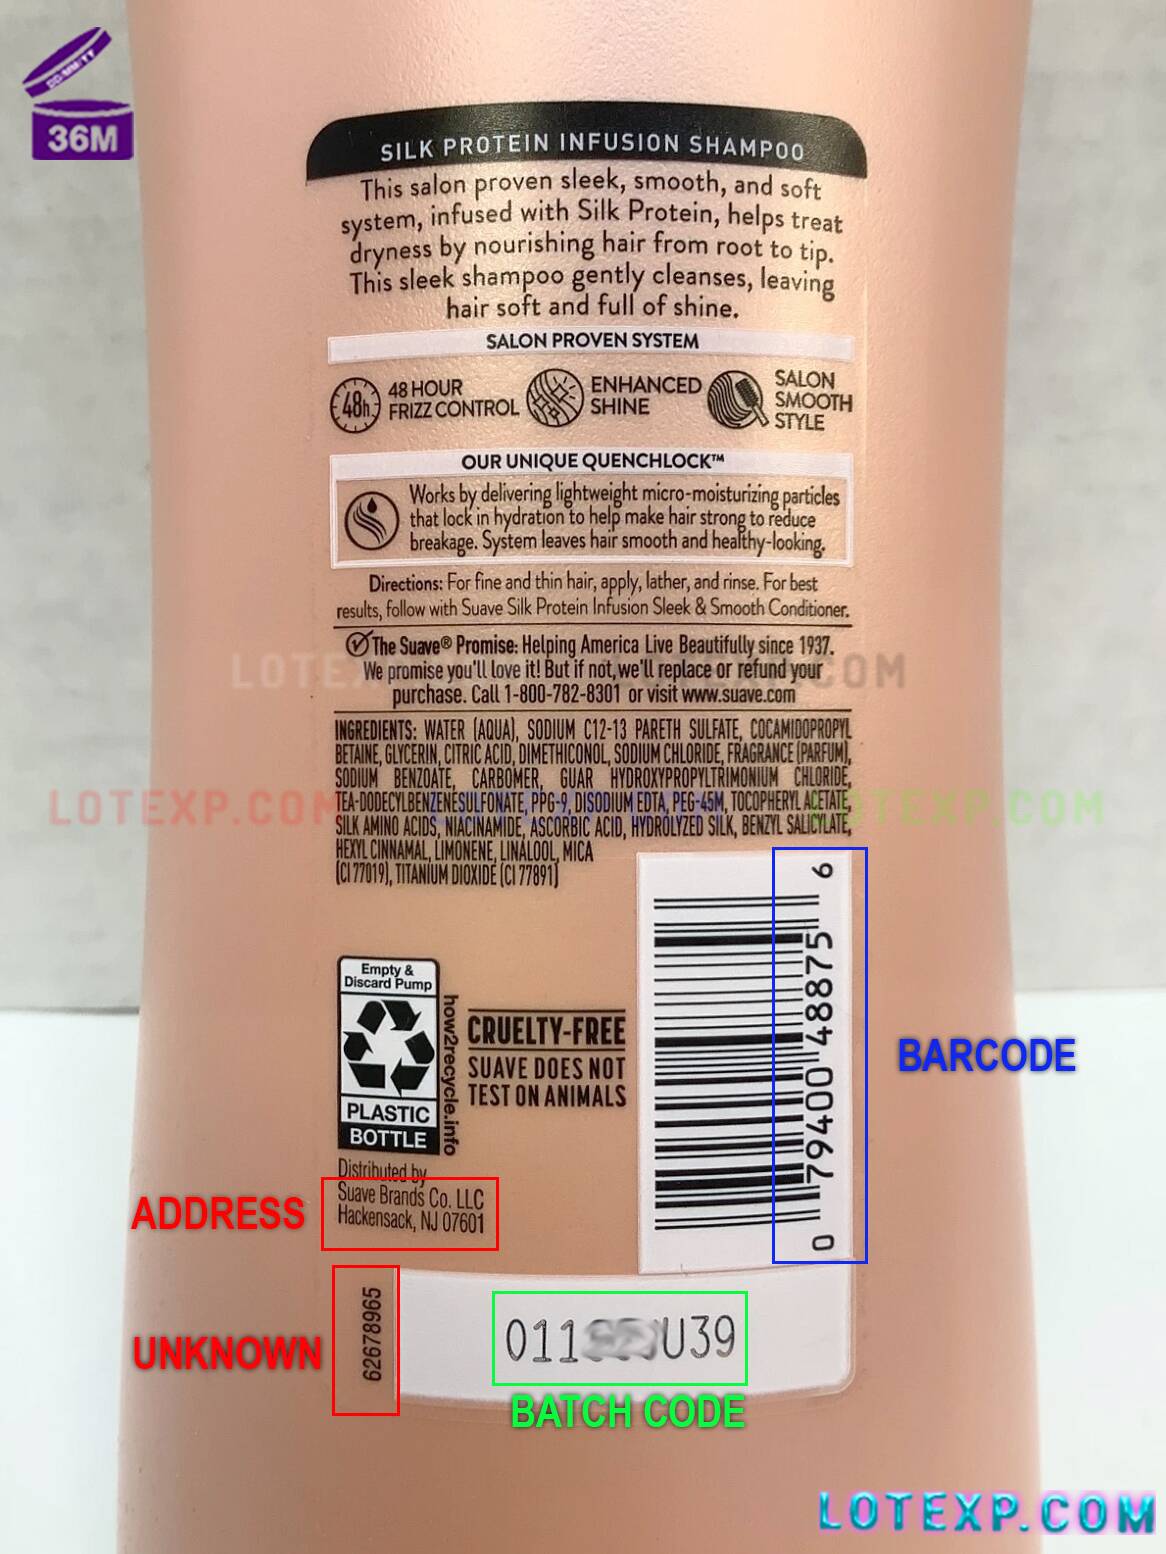 DD/MM/YY
36M
SILK PROTEIN INFUSION SHAMPOO
This salon proven sleek, smooth, and soft
system, infused with Silk Protein, helps treat
dryness by nourishing hair from root to tip.
This sleek shampoo gently cleanses, leaving
hair soft and full of shine.
SALON PROVEN SYSTEM
48h
48 HOUR
FRIZZ CONTROL
ENHANCED
SHINE
SALON
SMOOTH
STYLE
OUR UNIQUE QUENCHLOCK™
Works by delivering lightweight micro-moisturizing particles
that lock in hydration to help make hair strong to reduce
breakage. System leaves hair smooth and healthy-looking.
Directions: For fine and thin hair, apply, lather, and rinse. For best
results, follow with Suave Silk Protein Infusion Sleek & Smooth Conditioner.
The Suave® Promise: Helping America Live Beautifully since 1937.
We promise you'll love it! But if not, we'll replace or refund your
purchase. Call 1-800-782-8301 or visit www.suave.com
INGREDIENTS: WATER (AQUA), SODIUM C12-13 PARETH SULFATE, COCAMIDOPROPYL
BETAINE, GLYCERIN, CITRIC ACID, DIMETHICONOL, SODIUM CHLORIDE, FRAGRANCE (PARFUM),
SODIUM BENZOATE, CARBOMER, GUAR HYDROXYPROPYLTRIMONIUM CHLORIDE,
TEA-DODECYLBENZENESULFONATE, PPG-9, DISODIUM EDTA, PEG-45M, TOCOPHERYL ACETATE,
SILK AMINO ACIDS, NIACINAMIDE, ASCORBIC ACID, HYDROLYZED SILK, BENZYL SALICYLATE,
HEXYL CINNAMAL, LIMONENE, LINALOOL, MICA
(CI 77019), TITANIUM DIOXIDE (CI 77891)
LOTEXP.COM
LOTEXP.COM
LOTEXP.COM
LOTEXP.COM
Empty &
Discard Pump
PLASTIC
BOTTLE
how2recycle.info
CRUELTY-FREE
SUAVE DOES NOT
TEST ON ANIMALS
0 79400 48875 6
BARCODE
Distributed by
Suave Brands Co. LLC
Hackensack, NJ 07601
ADDRESS
62678965
UNKNOWN
011 U39
BATCH CODE
LOTEXP.COM